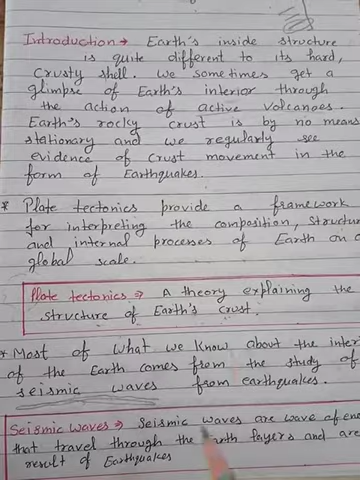 Introduction → Earth's inside structure
is quite different to its hard,
crusty shell. We sometimes get a
glimpse of Earth's interior through
the action of active volcanoes.
Earth's rocky crust is by no means
stationary and we regularly see
evidence of crust movement in the
form of Earthquakes.
* Plate tectonics provide a framework
for interpreting the composition, structur
and internal processes of Earth on a
global scale.
Plate tectonics → A theory explaining the
structure of Earth's Crust.
* Most of what we know about the inter
of the Earth comes from the study of
seismic waves from earthquakes.
Seismic waves → Seismic waves are wave of ene
that travel through the Earth layers and are
result of Earthquakes